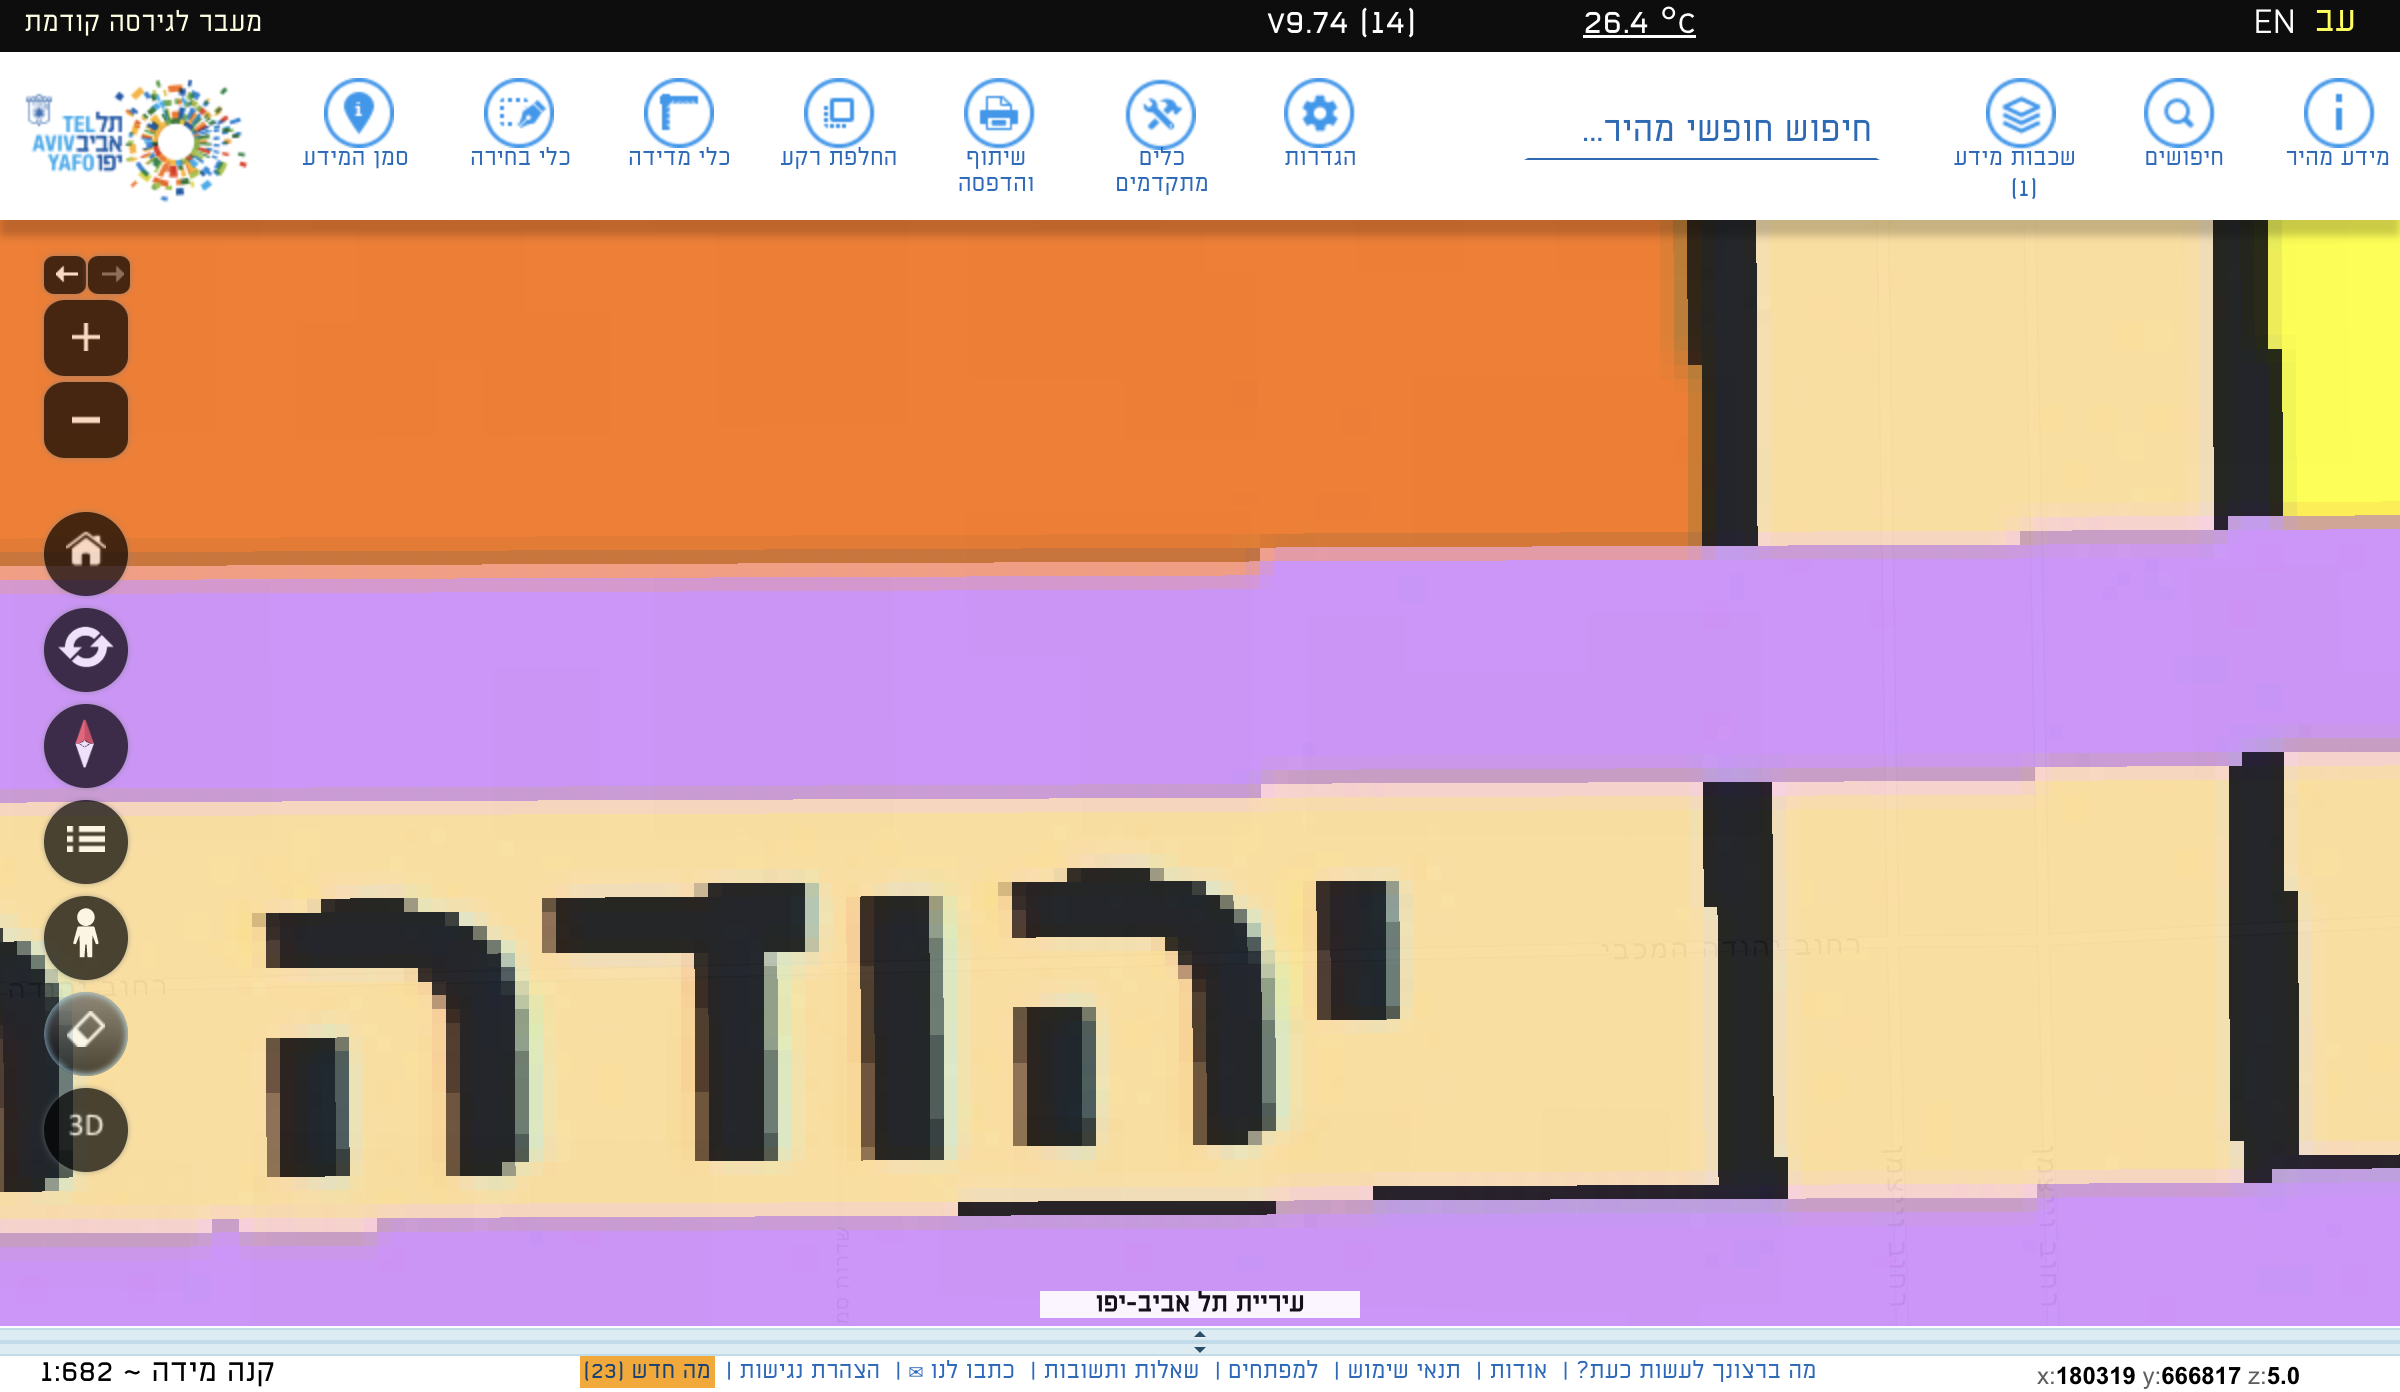 עב EN
26.4 °C
V9.74 (14)
מעבר לגירסה קודמת
מידע מהיר
חיפושים
שכבות מידע
(1)
חיפוש חופשי מהיר...
הגדרות
כלים
מתקדמים
שיתוף
והדפסה
החלפת רקע
כלי מדידה
כלי בחירה
סמן המידע
תל אביב יפו
TEL AVIV YAFO
3D
יהודה
רחוב יהודה המכבי
רחוב יהודה
עיריית תל אביב-יפו
מה ברצונך לעשות כעת? | אודות | תנאי שימוש | למפתחים | שאלות ותשובות | כתבו לנו ✉ | הצהרת נגישות | מה חדש (23)
קנה מידה ~ 1:682
x:180319 y:666817 z:5.0